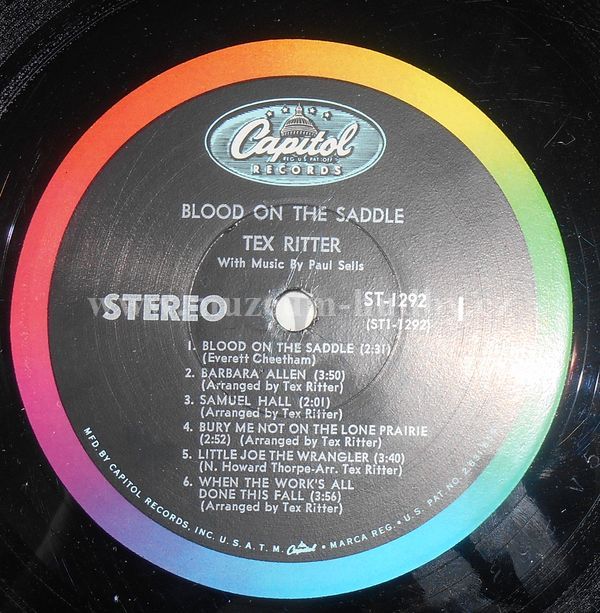 Capitol
REG. U.S. PAT. OFF.
RECORDS
BLOOD ON THE SADDLE
TEX RITTER
With Music By Paul Sells
STEREO
ST-1292 1
(ST1-1292)
1. BLOOD ON THE SADDLE (2:31)
(Everett Cheetham)
2. BARBARA ALLEN (3:50)
(Arranged by Tex Ritter)
3. SAMUEL HALL (2:01)
(Arranged by Tex Ritter)
4. BURY ME NOT ON THE LONE PRAIRIE
(2:52) (Arranged by Tex Ritter)
5. LITTLE JOE THE WRANGLER (3:40)
(N. Howard Thorpe-Arr. Tex Ritter)
6. WHEN THE WORK'S ALL
DONE THIS FALL (3:56)
(Arranged by Tex Ritter)
MFD. BY CAPITOL RECORDS, INC. U.S.A. T.M. Capitol MARCA REG. • U.S. PAT. NO.